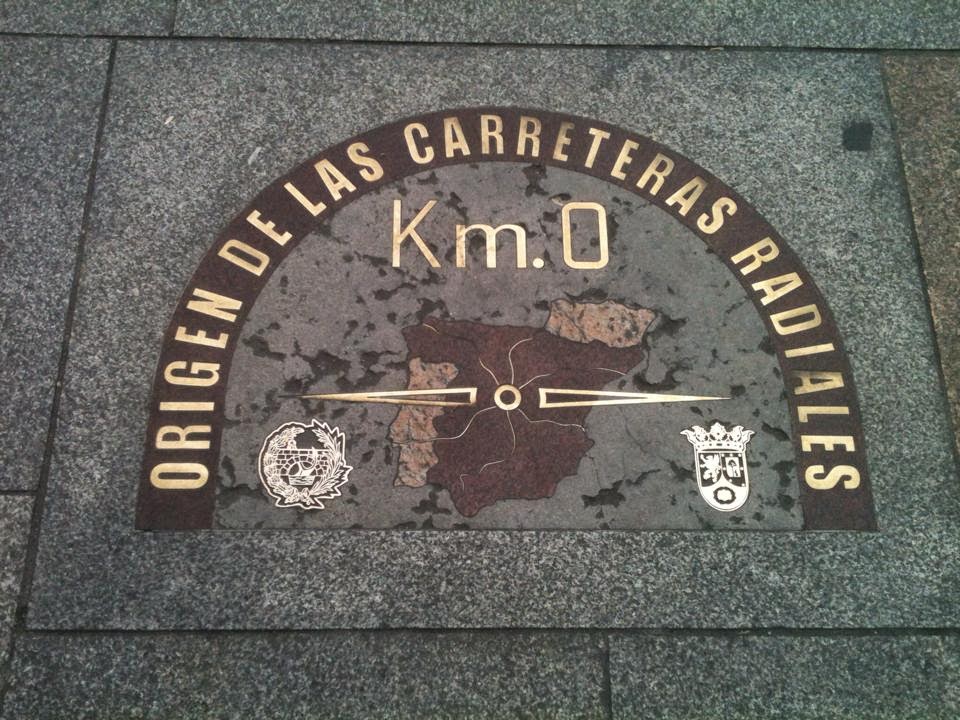 ORIGEN DE LAS CARRETERAS RADIALES
Km. 0